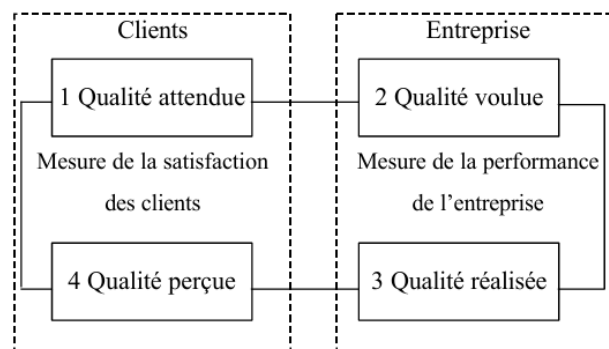 Clients
Entreprise
1 Qualité attendue
2 Qualité voulue
Mesure de la satisfaction
des clients
Mesure de la performance
de l’entreprise
4 Qualité perçue
3 Qualité réalisée